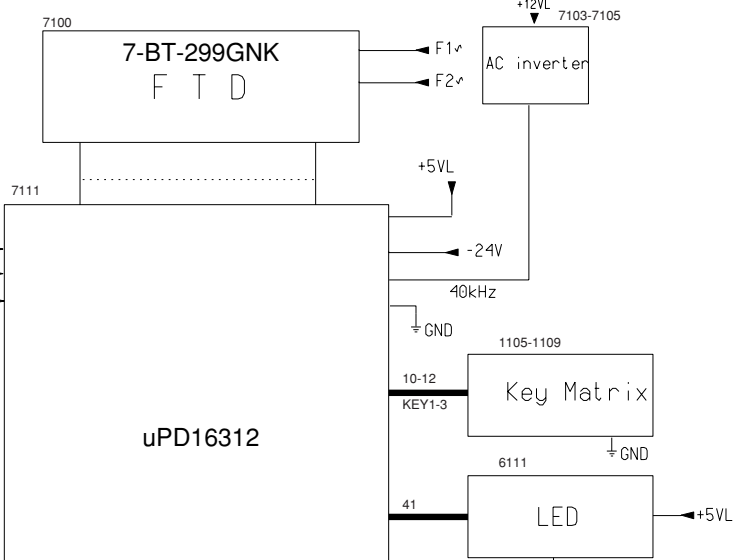 +12VL
7100
7103-7105
7-BT-299GNK
F T D
F1~
F2~
AC inverter
+5VL
7111
-24V
40kHz
GND
1105-1109
10-12
KEY1-3
Key Matrix
uPD16312
GND
6111
41
LED
+5VL